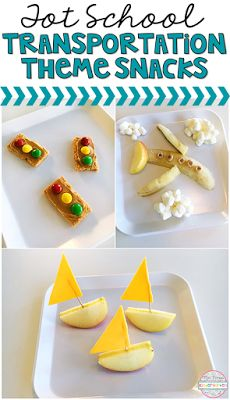 Tot School
TRANSPORTATION
THEME SNACKS